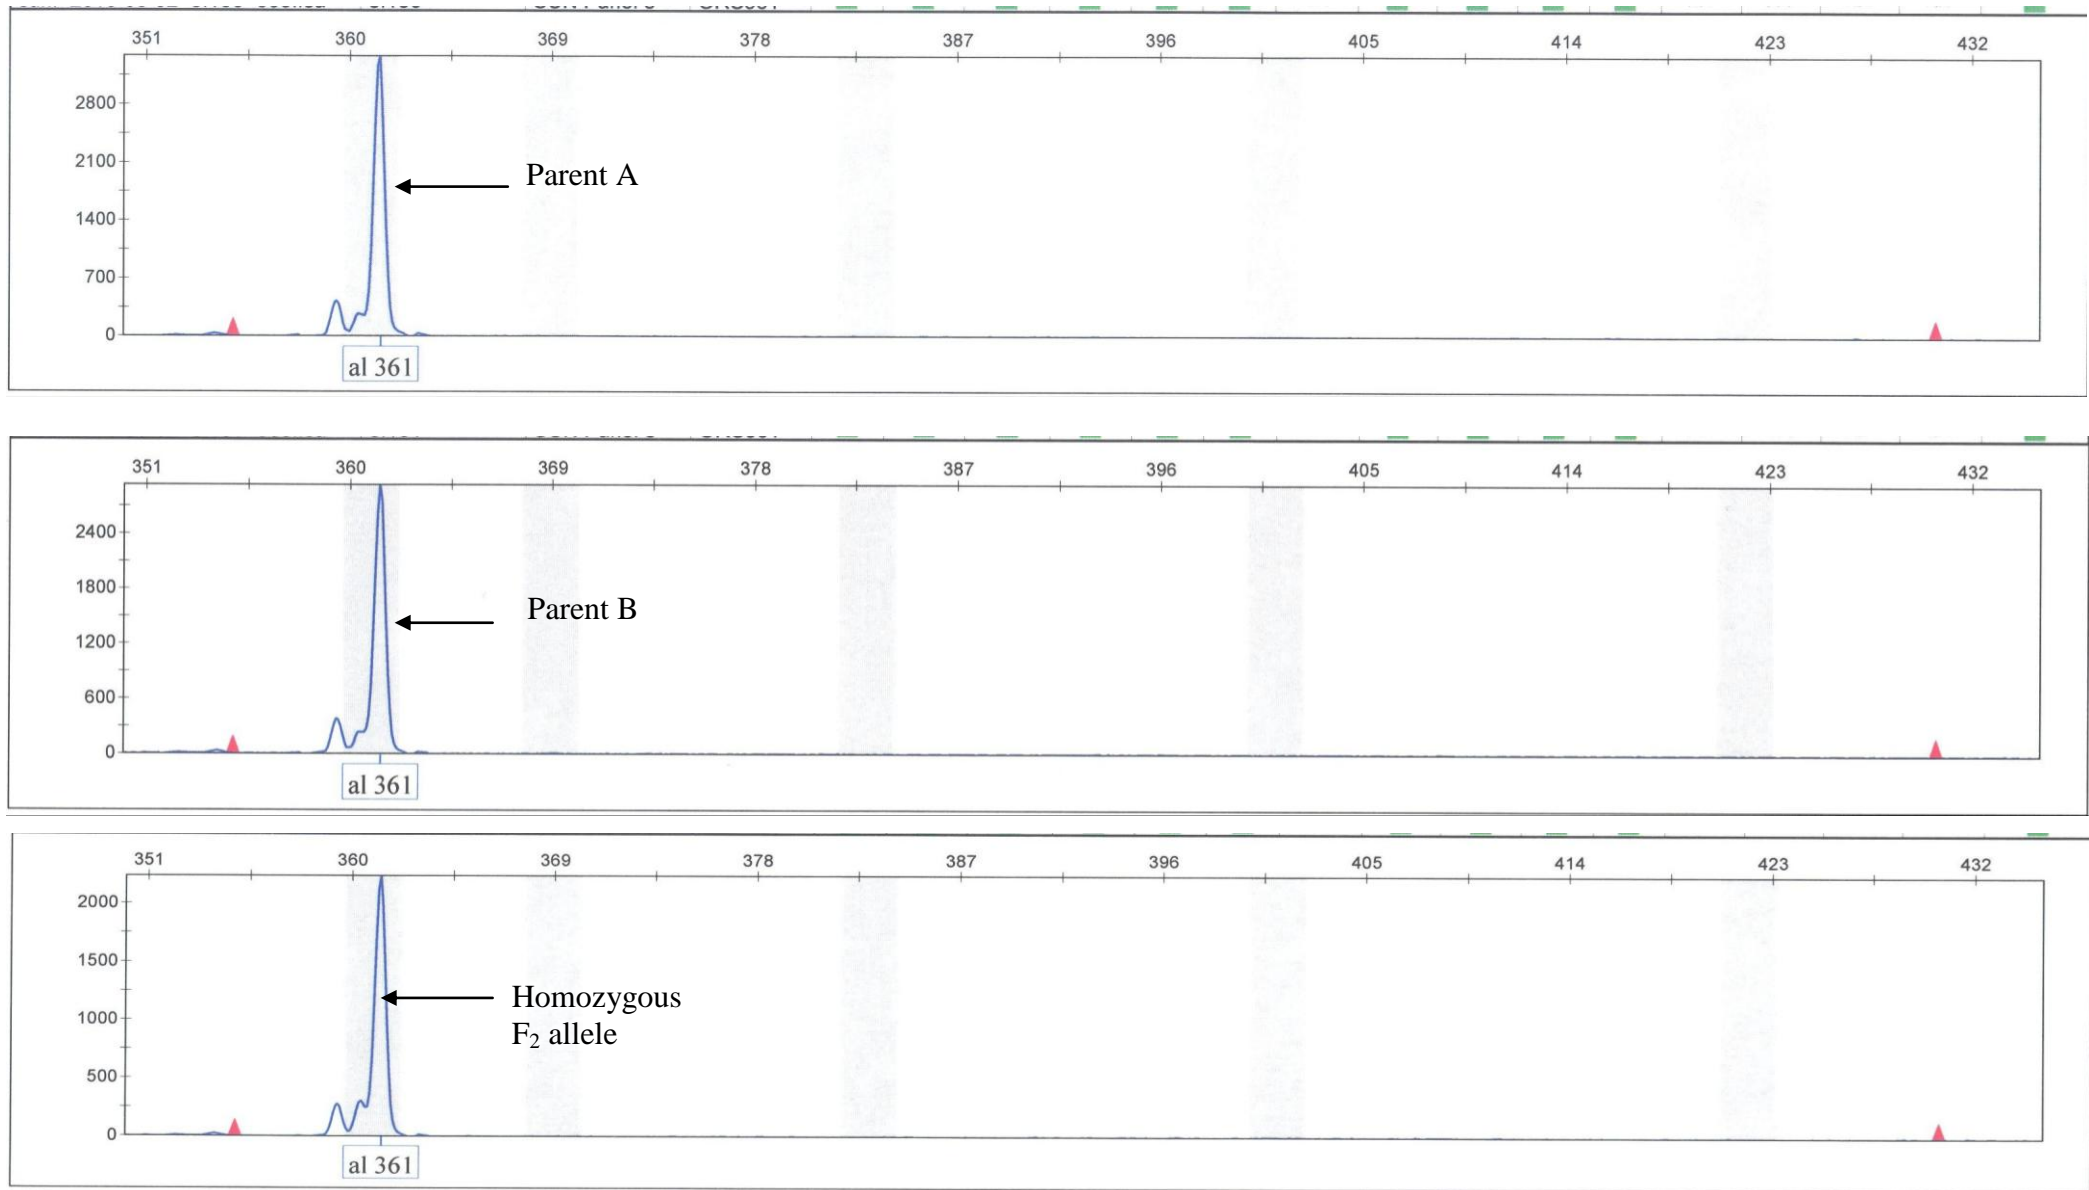 351 360 369 378 387 396 405 414 423 432
2800
2100
1400
700
0
Parent A
al 361
351 360 369 378 387 396 405 414 423 432
2400
1800
1200
600
0
Parent B
al 361
351 360 369 378 387 396 405 414 423 432
2000
1500
1000
500
0
Homozygous
F₂ allele
al 361